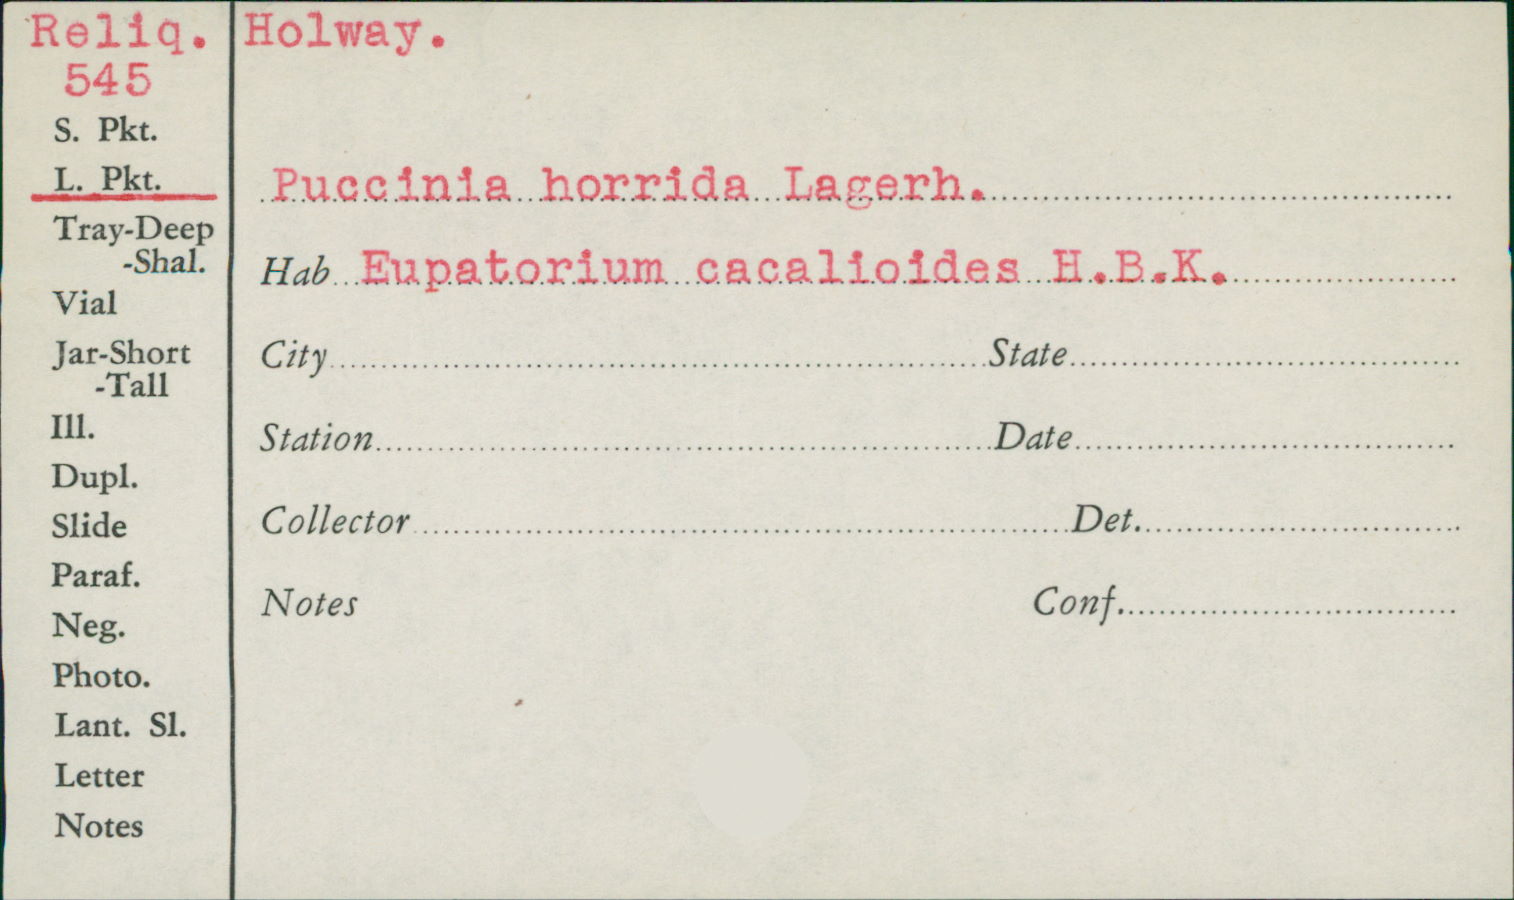 Reliq. Holway.
545
S. Pkt.
L. Pkt.
Puccinia horrida Lagerh.
Tray-Deep
-Shal.
Hab Eupatorium cacalioides H.B.K.
Vial
Jar-Short
-Tall
City State
Ill.
Station Date
Dupl.
Slide
Collector Det.
Paraf.
Notes Conf.
Neg.
Photo.
Lant. Sl.
Letter
Notes